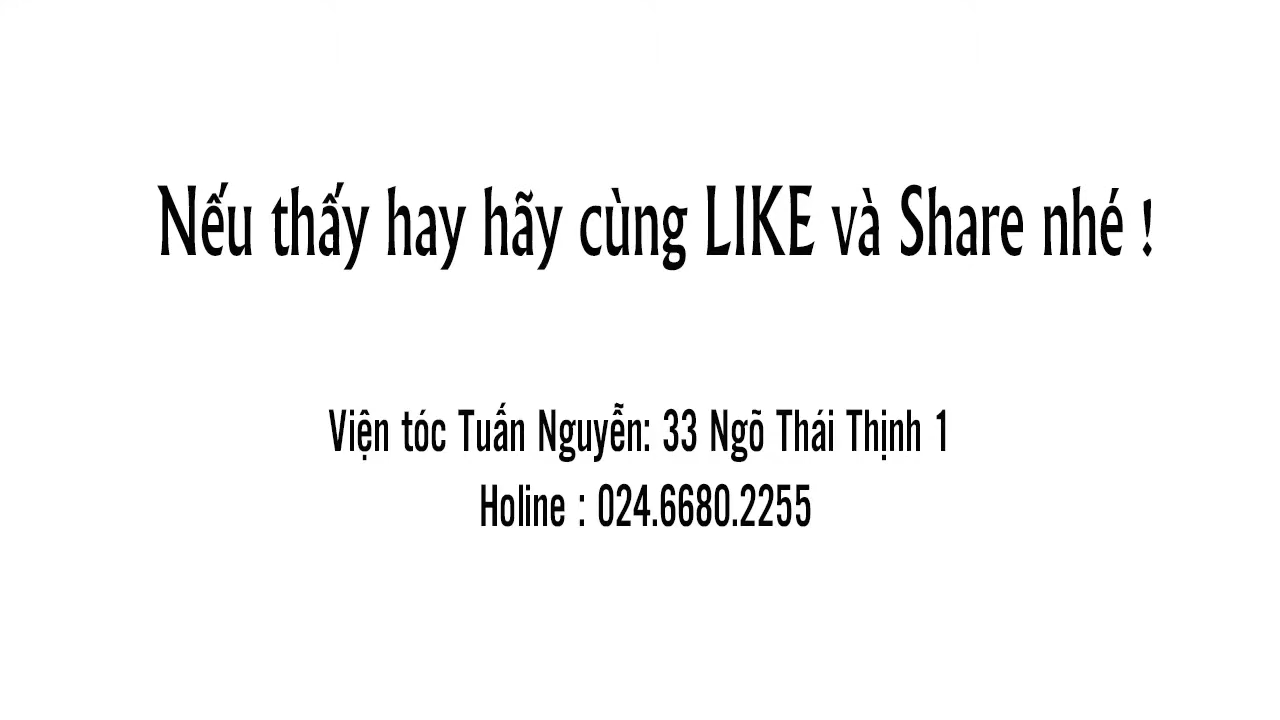 Nếu thấy hay hãy cùng LIKE và Share nhé !
Viện tóc Tuấn Nguyễn: 33 Ngõ Thái Thịnh 1
Holine : 024.6680.2255